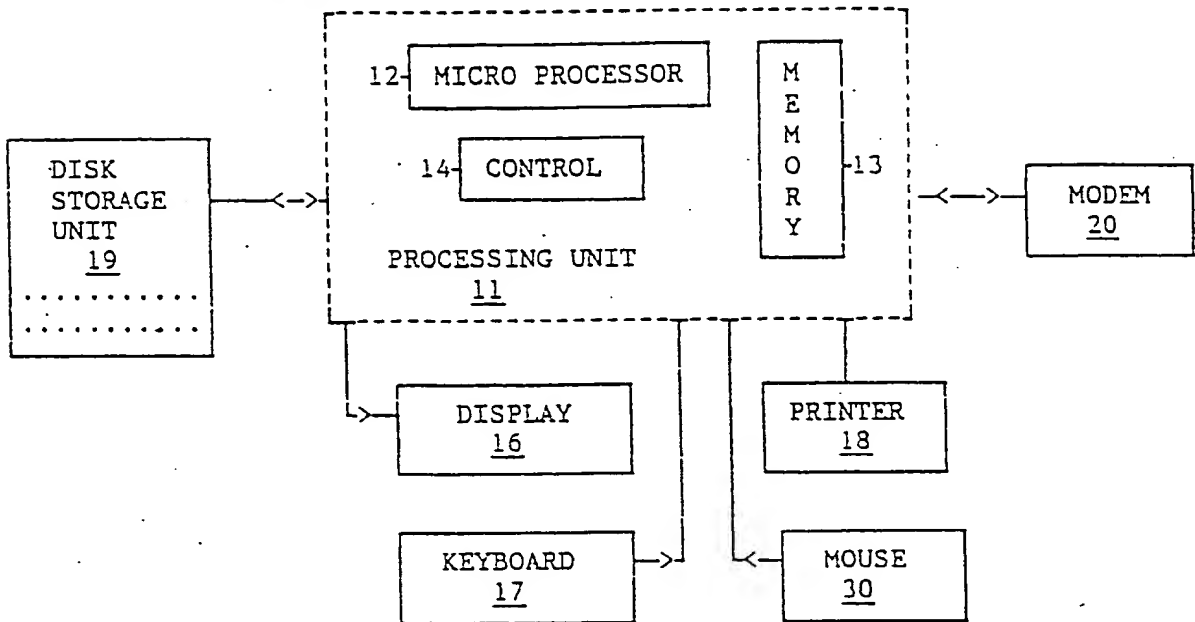 12
MICRO PROCESSOR
M
E
M
O
R
Y
13
14
CONTROL
PROCESSING UNIT
11
DISK
STORAGE
UNIT
19
MODEM
20
DISPLAY
16
PRINTER
18
KEYBOARD
17
MOUSE
30